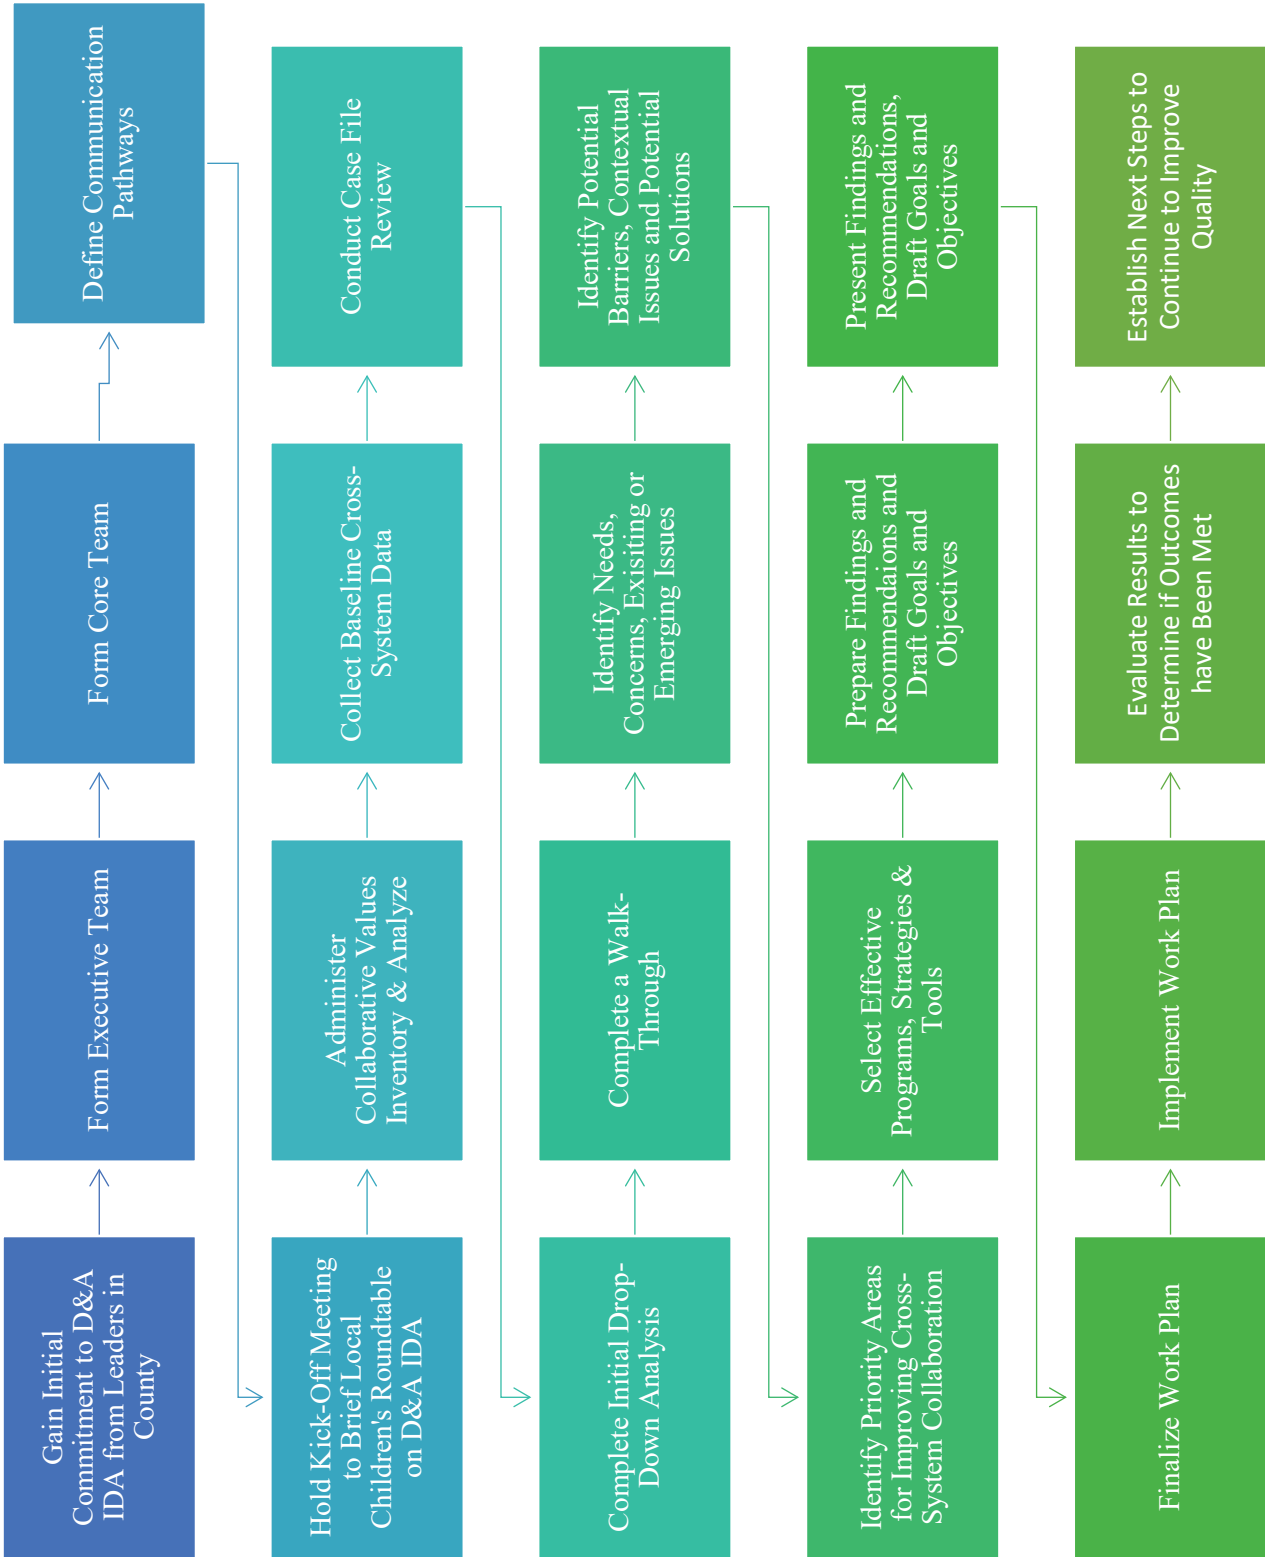 Gain Initial
Commitment to D&A
IDA from Leaders in
County
Form Executive Team
Form Core Team
Define Communication
Pathways
Hold Kick-Off Meeting
to Brief Local
Children's Roundtable
on D&A IDA
Administer
Collaborative Values
Inventory & Analyze
Collect Baseline Cross-
System Data
Conduct Case File
Review
Complete Initial Drop-
Down Analysis
Complete a Walk-
Through
Identify Needs,
Concerns, Exisiting or
Emerging Issues
Identify Potential
Barriers, Contextual
Issues and Potential
Solutions
Identify Priority Areas
for Improving Cross-
System Collaboration
Select Effective
Programs, Strategies &
Tools
Prepare Findings and
Recommendaions and
Draft Goals and
Objectives
Present Findings and
Recommendations,
Draft Goals and
Objectives
Finalize Work Plan
Implement Work Plan
Evaluate Results to
Determine if Outcomes
have Been Met
Establish Next Steps to
Continue to Improve
Quality